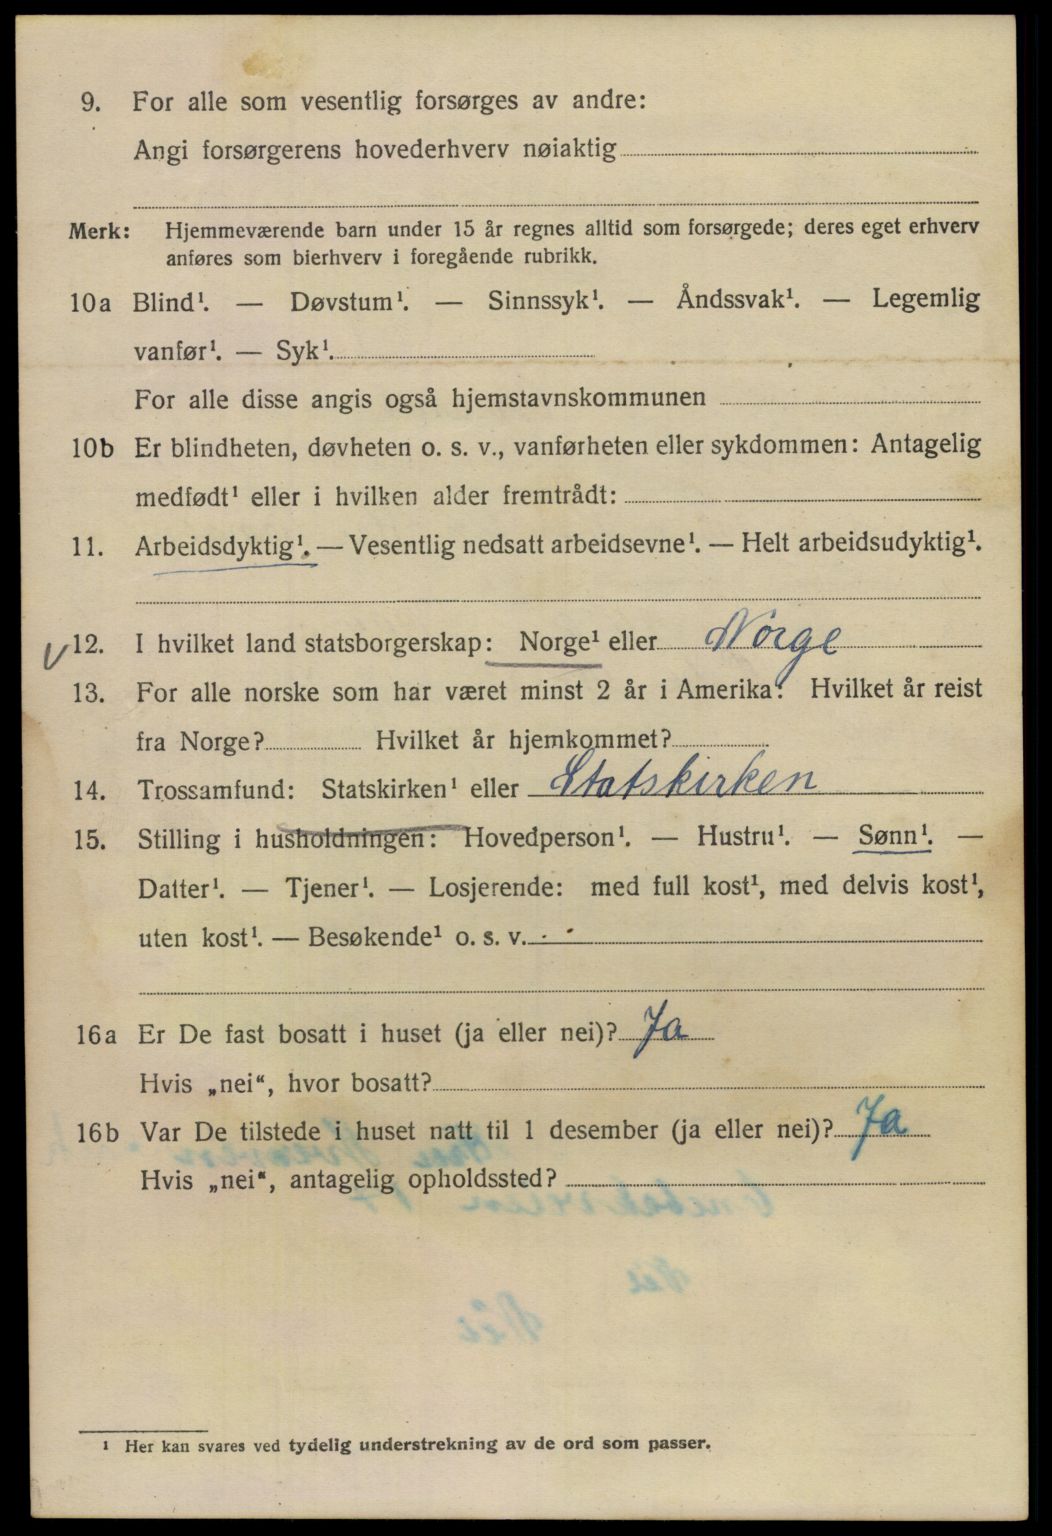 9. For alle som vesentlig forsørges av andre:
Angi forsørgerens hovederhverv nøiaktig
Merk: Hjemmeværende barn under 15 år regnes alltid som forsørgede; deres eget erhverv
anføres som bierhverv i foregående rubrikk.
10a Blind¹. — Døvstum¹. — Sinnssyk¹. — Åndssvak¹. — Legemlig
vanfør¹. — Syk¹.
For alle disse angis også hjemstavnskommunen
10b Er blindheten, døvheten o. s. v., vanførheten eller sykdommen: Antagelig
medfødt¹ eller i hvilken alder fremtrådt:
11. Arbeidsdyktig¹. — Vesentlig nedsatt arbeidsevne¹. — Helt arbeidsudyktig¹.
V 12. I hvilket land statsborgerskap: Norge¹ eller Norge
13. For alle norske som har været minst 2 år i Amerika: Hvilket år reist
fra Norge? Hvilket år hjemkommet?
14. Trossamfund: Statskirken¹ eller Statskirken
15. Stilling i husholdningen: Hovedperson¹. — Hustru¹. — Sønn¹. —
Datter¹. — Tjener¹. — Losjerende: med full kost¹, med delvis kost¹,
uten kost¹. — Besøkende¹ o. s. v.
16a Er De fast bosatt i huset (ja eller nei)? Ja
Hvis „nei“, hvor bosatt?
16b Var De tilstede i huset natt til 1 desember (ja eller nei)? Ja
Hvis „nei“, antagelig opholdssted?
¹ Her kan svares ved tydelig understrekning av de ord som passer.